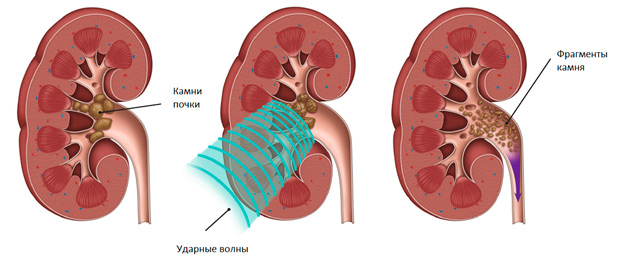 Камни
почки
Ударные волны
Фрагменты
камня